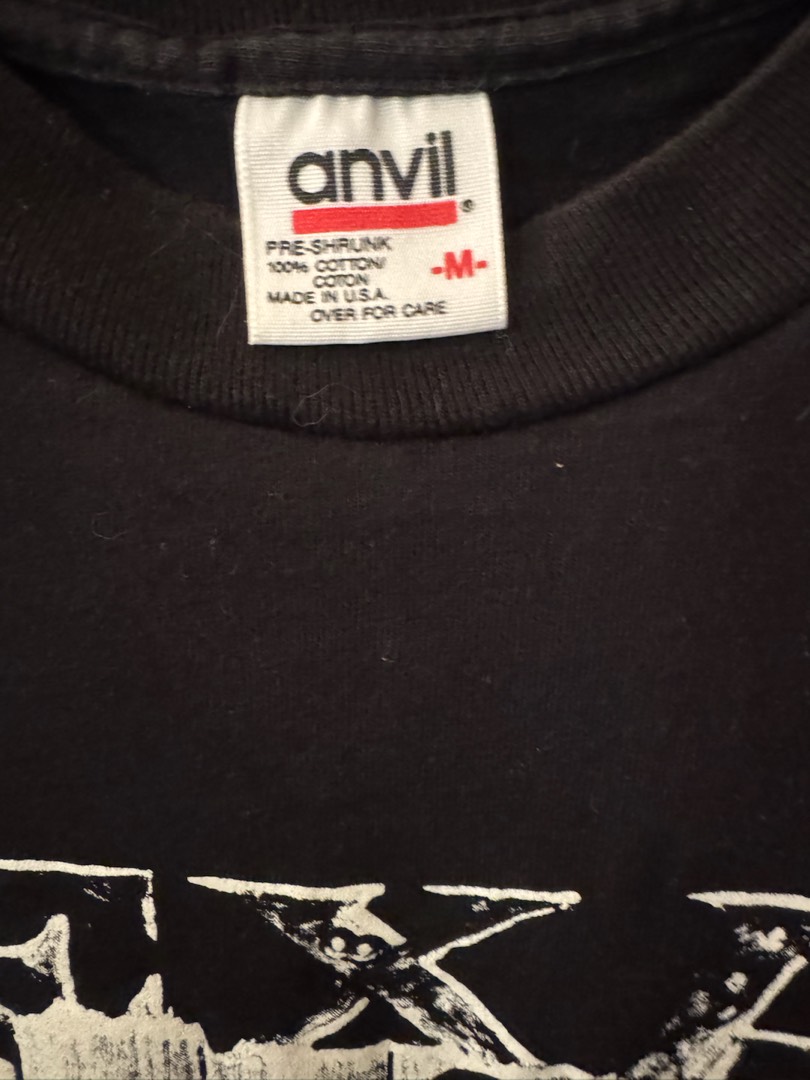 anvil®
PRE-SHRUNK
100% COTTON/
COTON
-M-
MADE IN U.S.A.
OVER FOR CARE
X